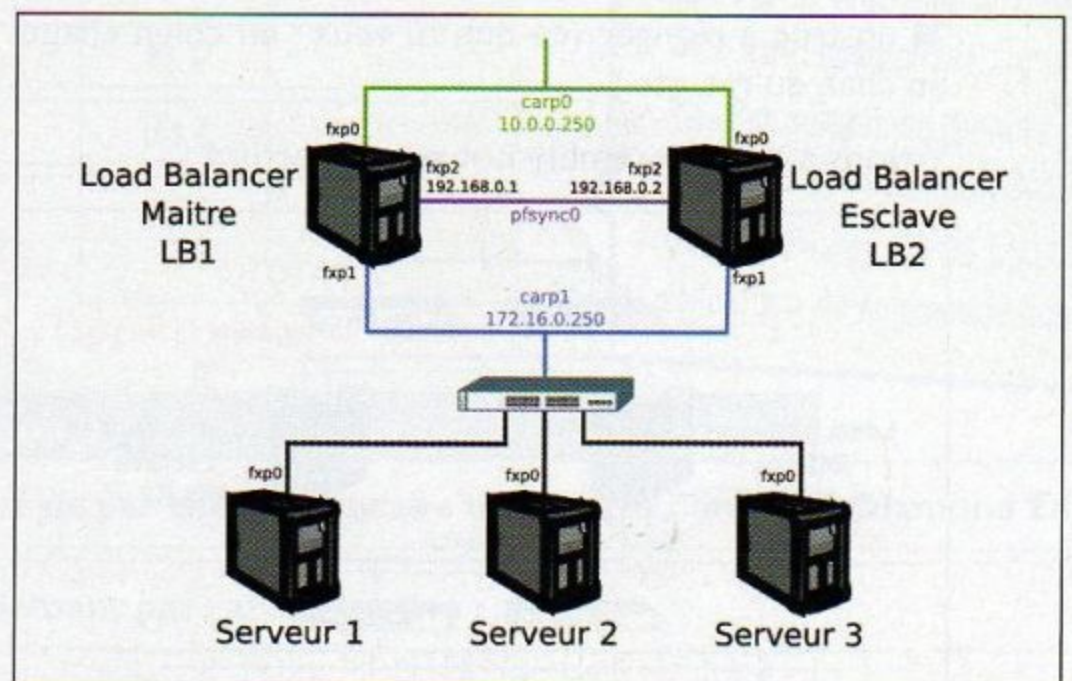 carp0
10.0.0.250
fxp0
fxp0
Load Balancer
Maitre
LB1
fxp2
192.168.0.1
fxp2
192.168.0.2
pfsync0
Load Balancer
Esclave
LB2
fxp1
fxp1
carp1
172.16.0.250
fxp0
fxp0
fxp0
Serveur 1
Serveur 2
Serveur 3